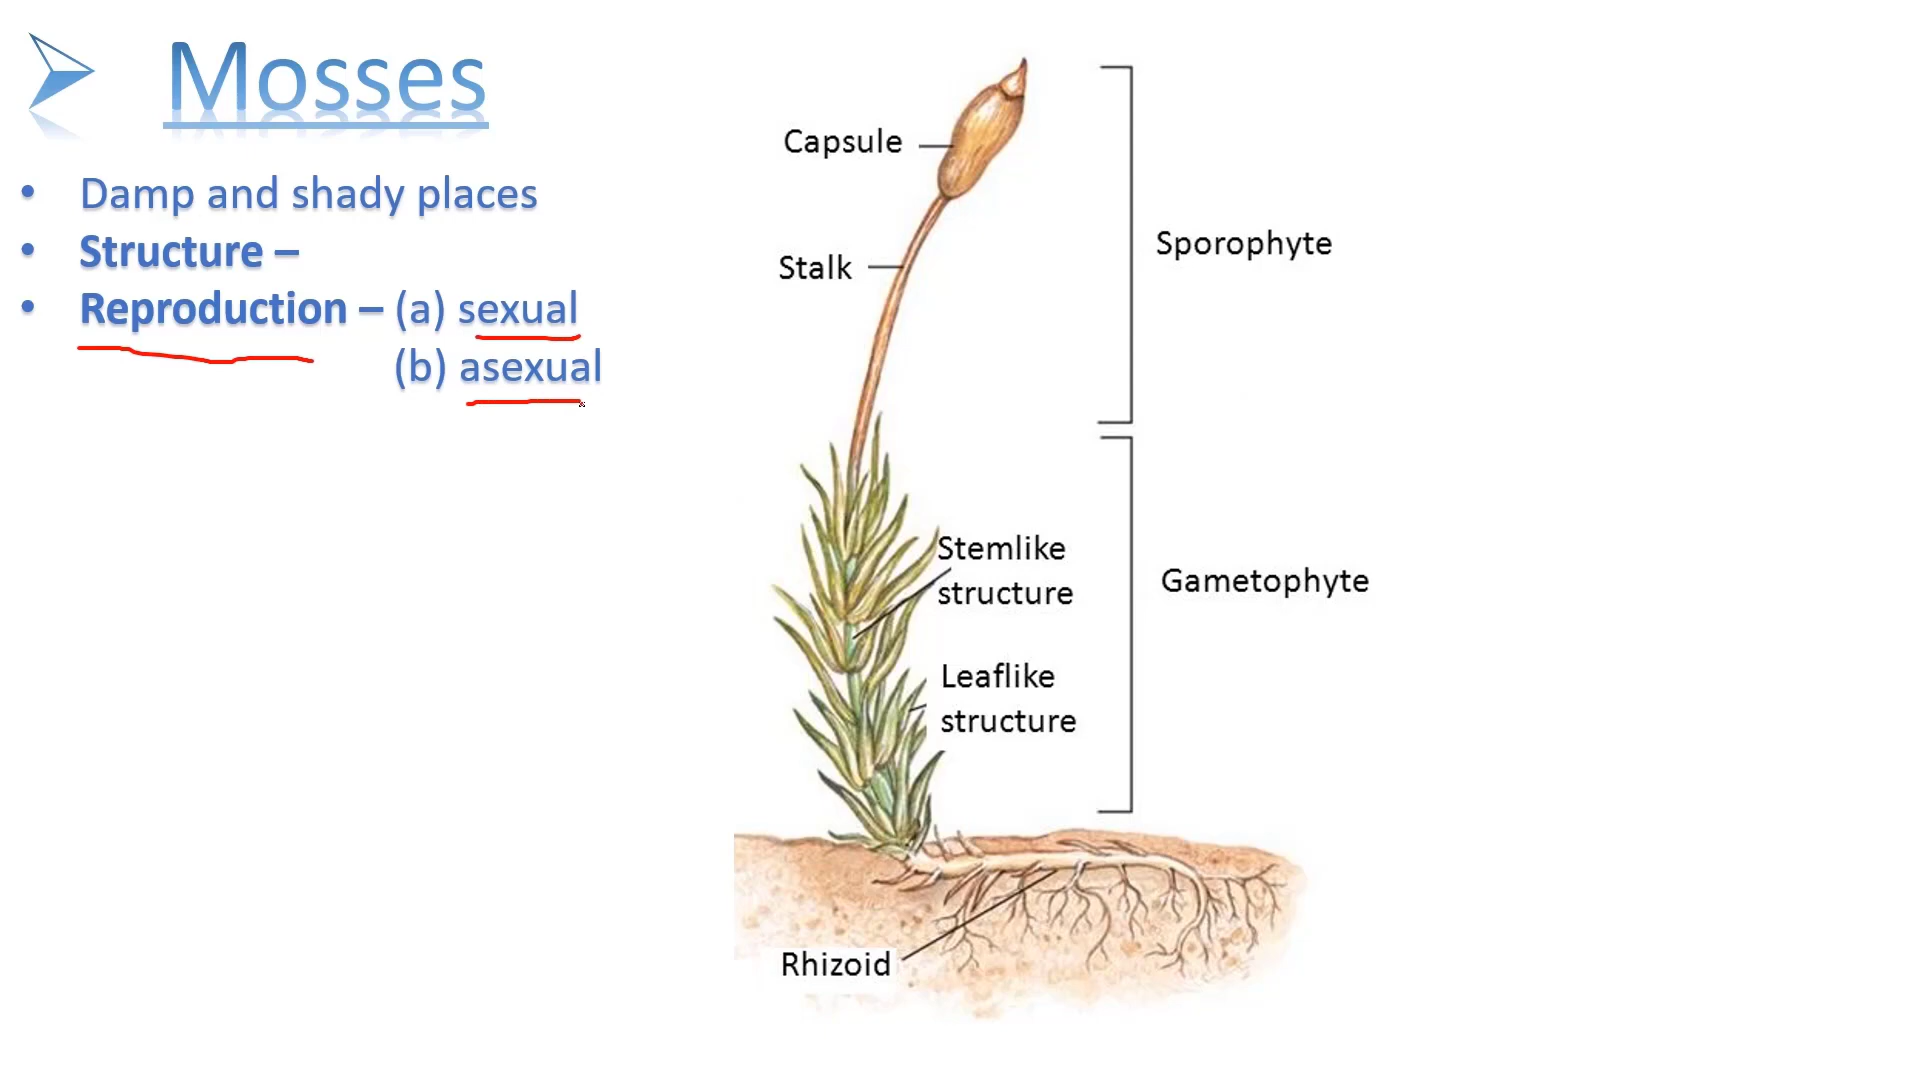 Mosses
• Damp and shady places
• Structure –
• Reproduction – (a) sexual
(b) asexual
Capsule
Stalk
Sporophyte
Stemlike
structure
Gametophyte
Leaflike
structure
Rhizoid